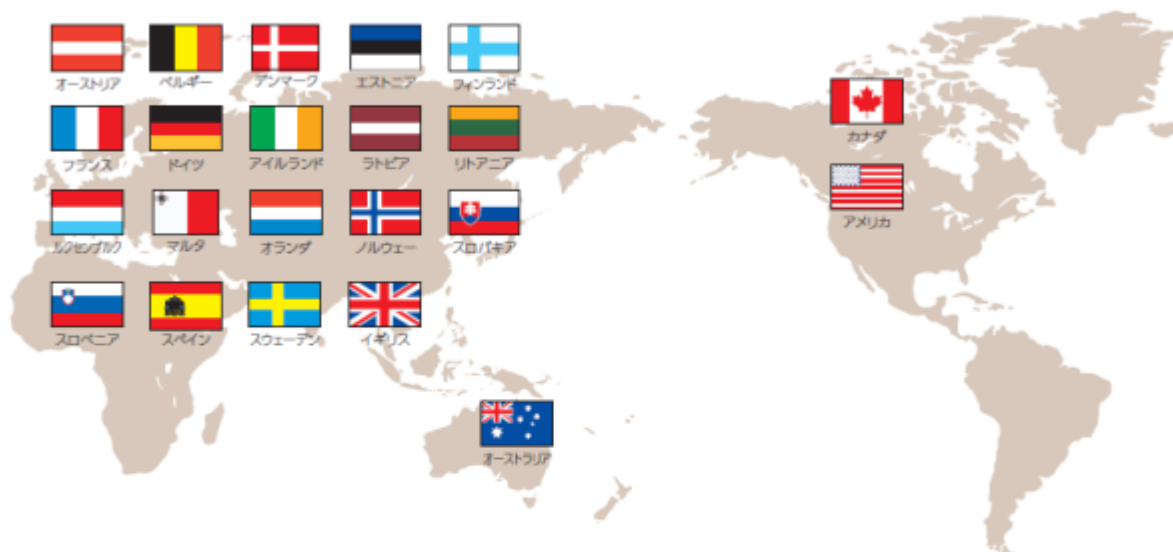 オーストリア
ベルギー
デンマーク
エストニア
フィンランド
フランス
ドイツ
アイルランド
ラトビア
リトアニア
ルクセンブルク
マルタ
オランダ
ノルウェー
スロバキア
スロベニア
スペイン
スウェーデン
イギリス
カナダ
アメリカ
オーストラリア